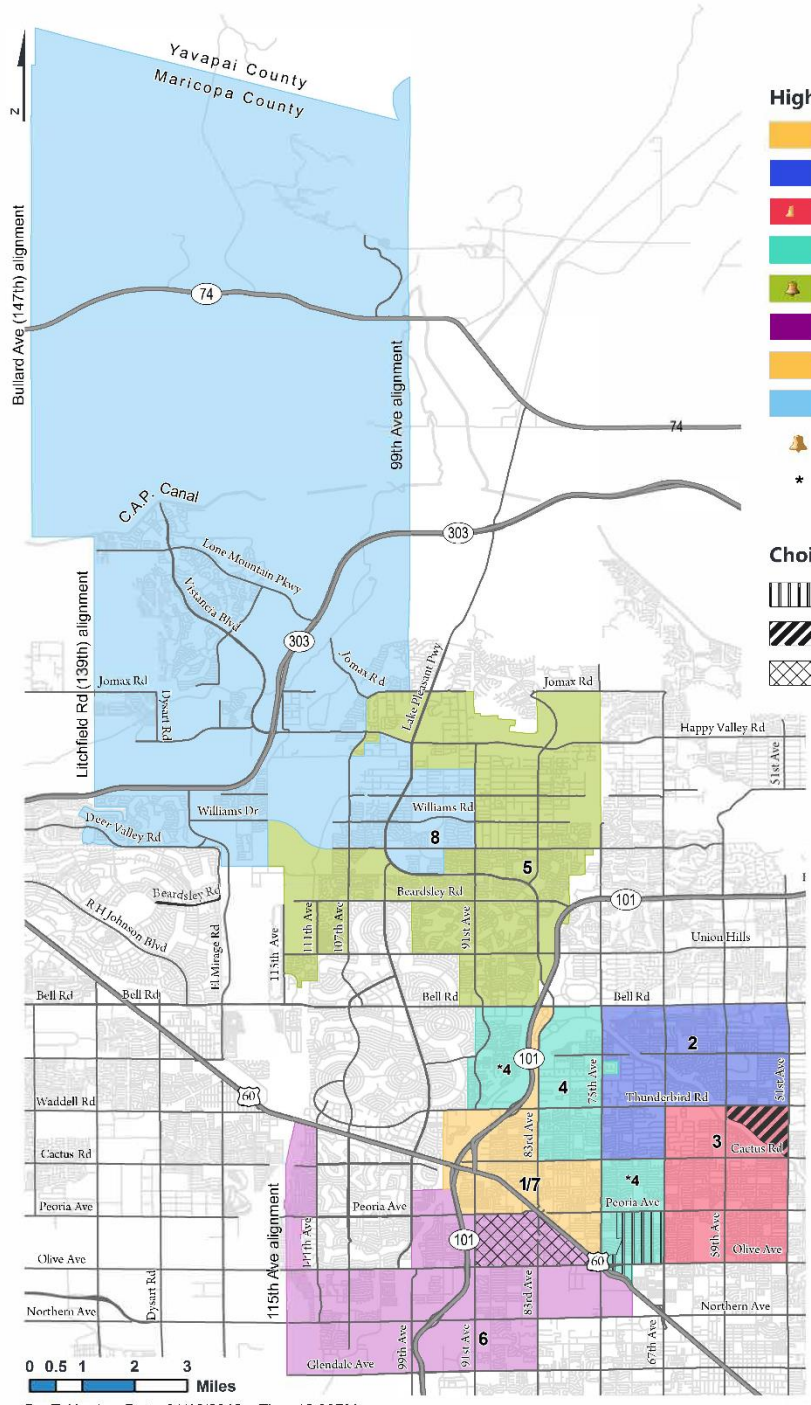 Yavapai County
Maricopa County
N
High
Bullard Ave (147th) alignment
74
99th Ave alignment
74
*
C.A.P. Canal
303
Lone Mountain Pkwy
Choi
Vistancia Blvd
303
Litchfield Rd (139th) alignment
Jomax Rd
Jomax Rd
Lake Pleasant Pwy
Jomax Rd
Dysart Rd
Happy Valley Rd
51st Ave
Williams Dr
Williams Rd
Deer Valley Rd
8
5
Beardsley Rd
Beardsley Rd
101
R H Johnson Blvd
El Mirage Rd
115th Ave
111th Ave
107th Ave
91st Ave
Union Hills
Bell Rd
Bell Rd
Bell Rd
Bell Rd
2
101
*4
4
75th Ave
51st Ave
60
Waddell Rd
Thunderbird Rd
83rd Ave
3
Cactus Rd
Cactus Rd
1/7
*4
Peoria Ave
Peoria Ave
Peoria Ave
111th Ave
59th Ave
101
Olive Ave
60
Olive Ave
Dysart Rd
115th Ave alignment
83rd Ave
Northern Ave
Northern Ave
99th Ave
91st Ave
6
67th Ave
Glendale Ave
0 0.5 1 2 3
Miles